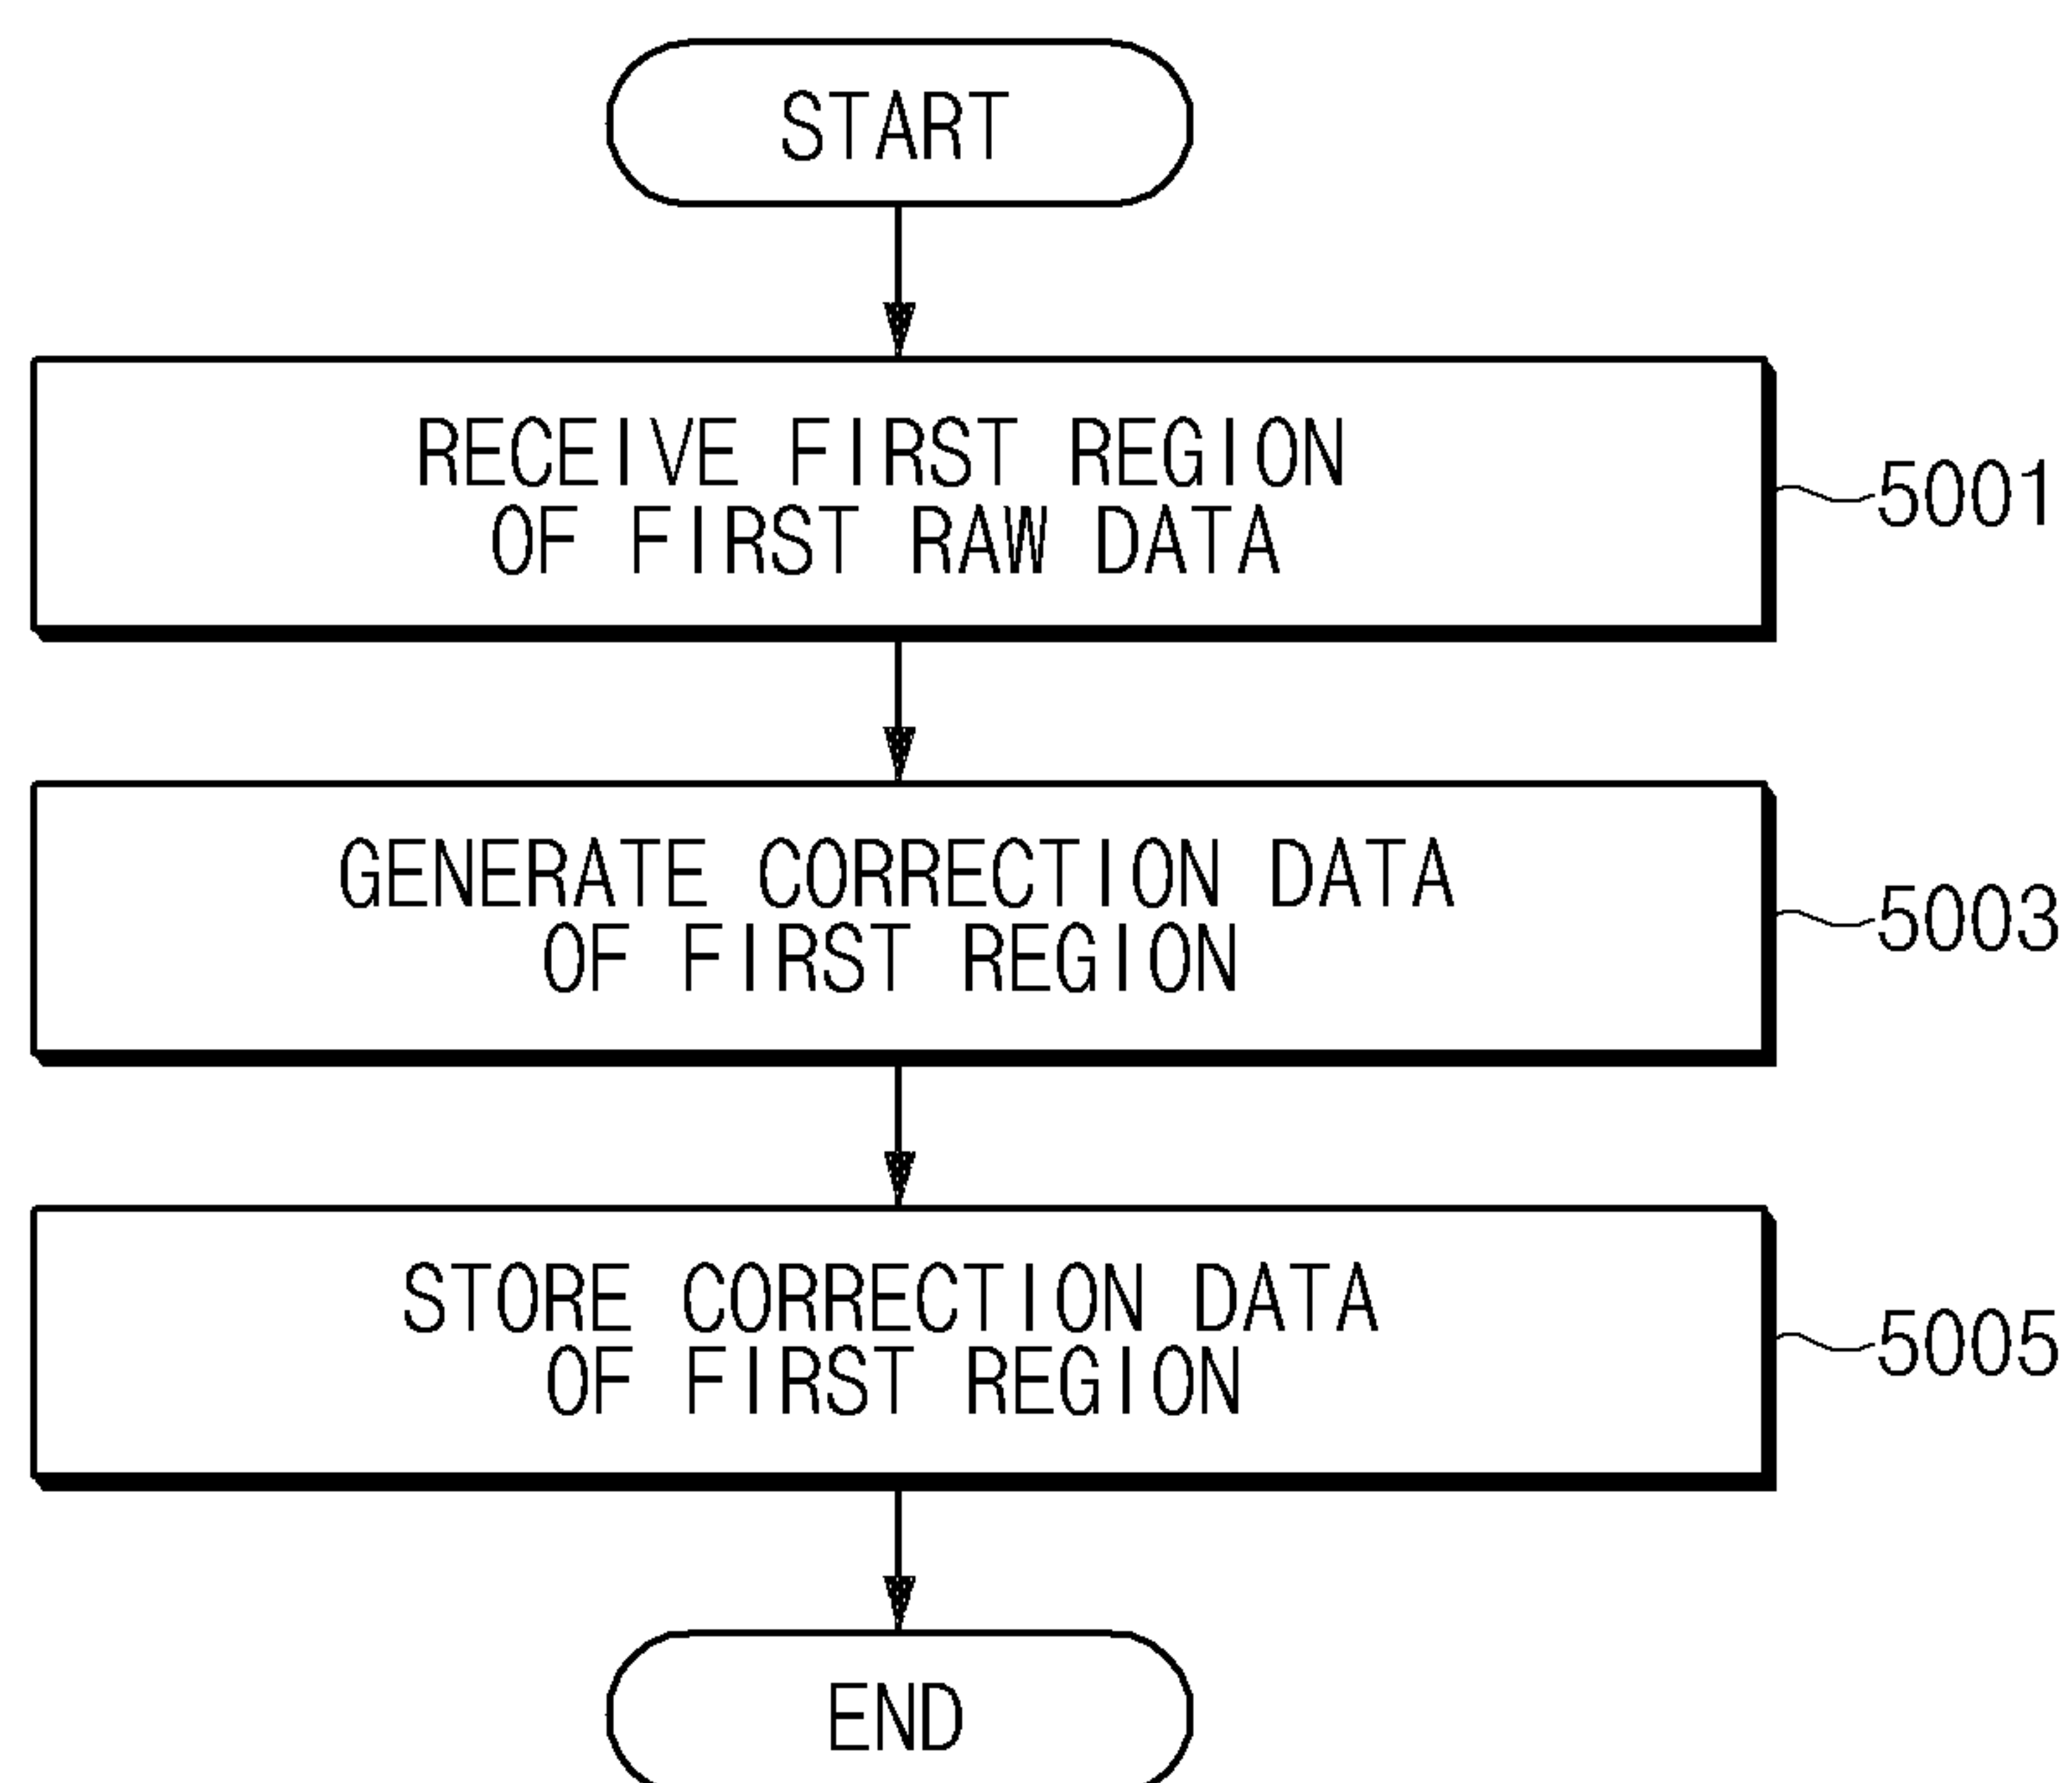 START
RECEIVE FIRST REGION
OF FIRST RAW DATA
5001
GENERATE CORRECTION DATA
OF FIRST REGION
5003
STORE CORRECTION DATA
OF FIRST REGION
5005
END